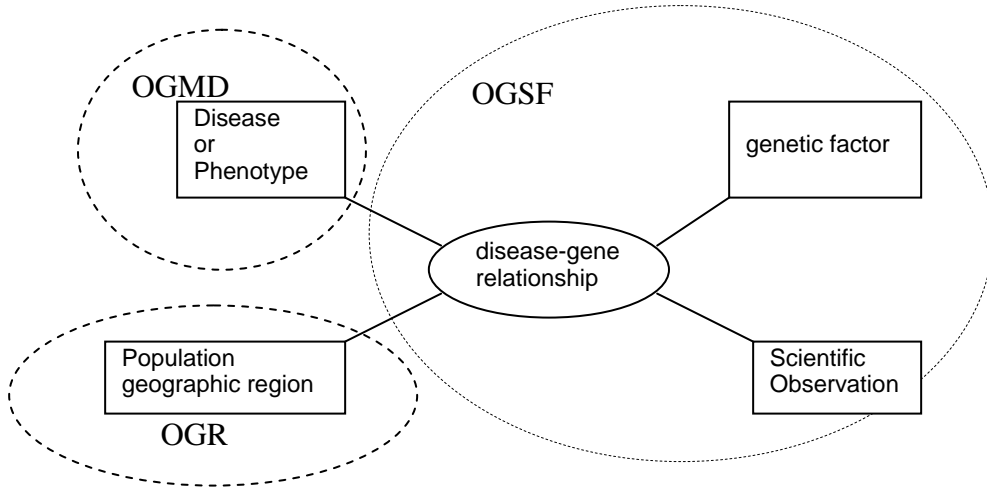 OGMD
Disease
or
Phenotype
OGSF
genetic factor
disease-gene
relationship
Population
geographic region
OGR
Scientific
Observation